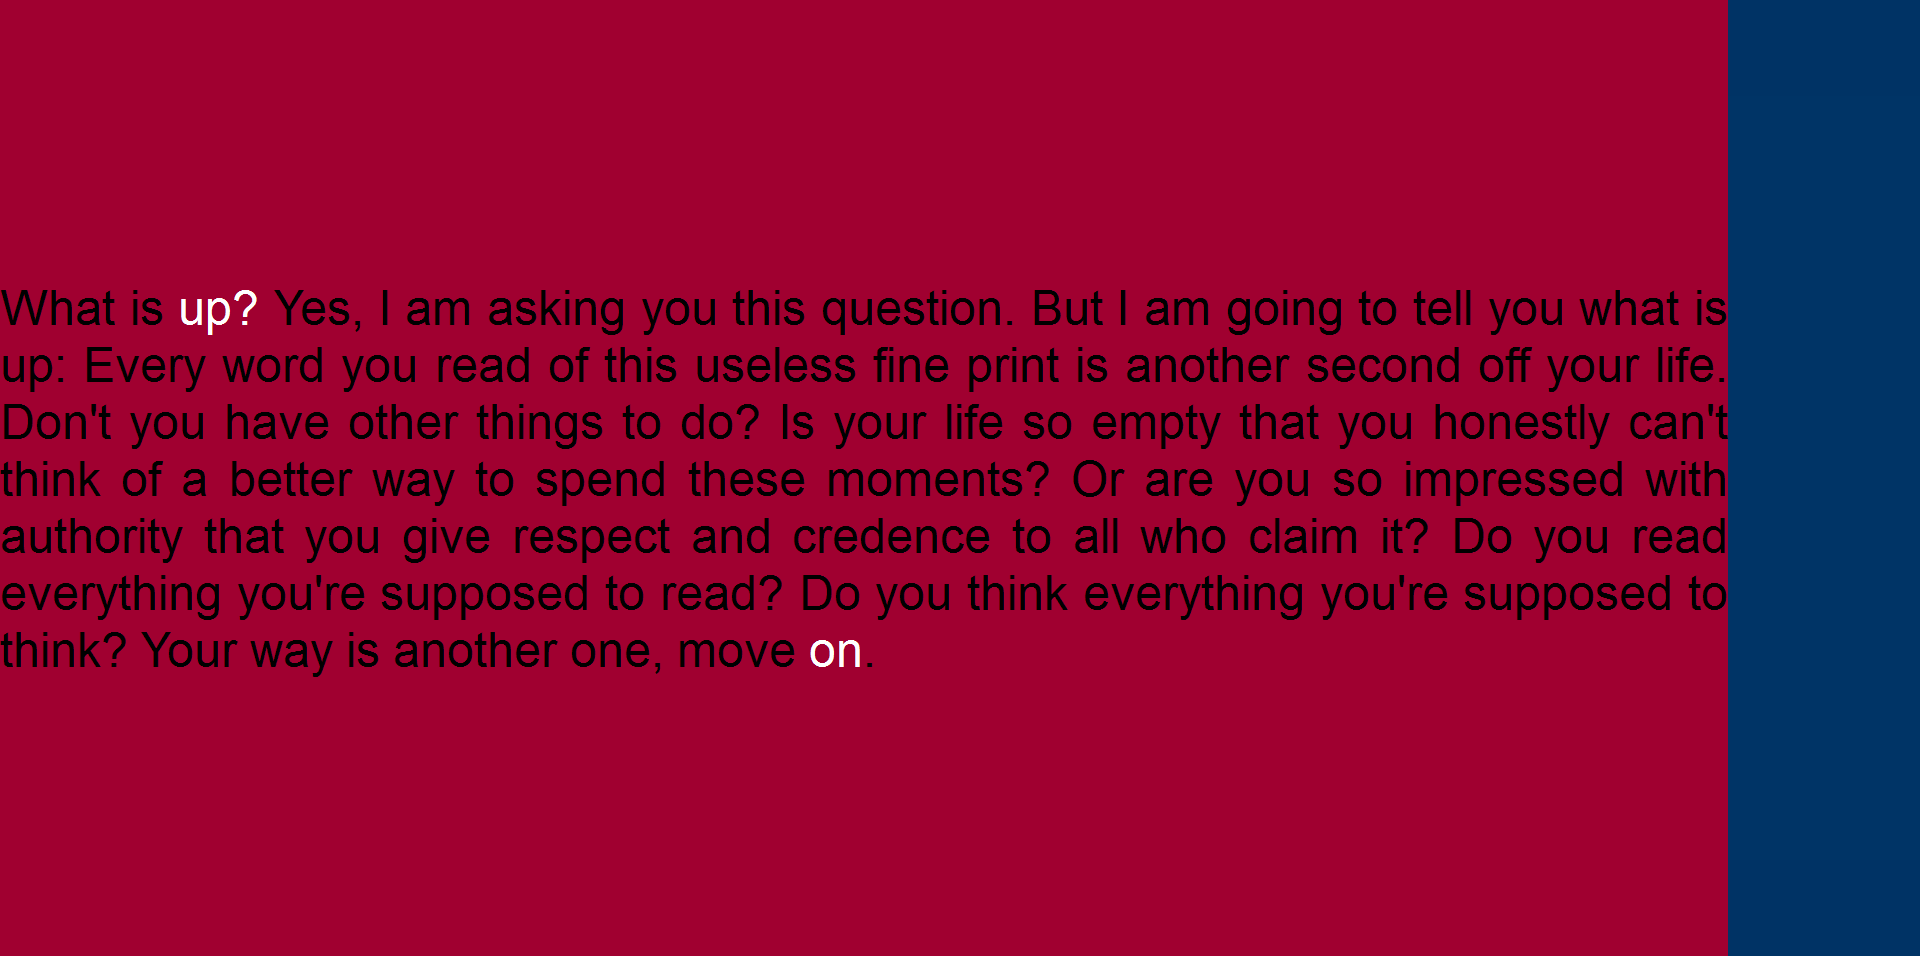 What is up? Yes, I am asking you this question. But I am going to tell you what is
up: Every word you read of this useless fine print is another second off your life.
Don't you have other things to do? Is your life so empty that you honestly can't
think of a better way to spend these moments? Or are you so impressed with
authority that you give respect and credence to all who claim it? Do you read
everything you're supposed to read? Do you think everything you're supposed to
think? Your way is another one, move on.